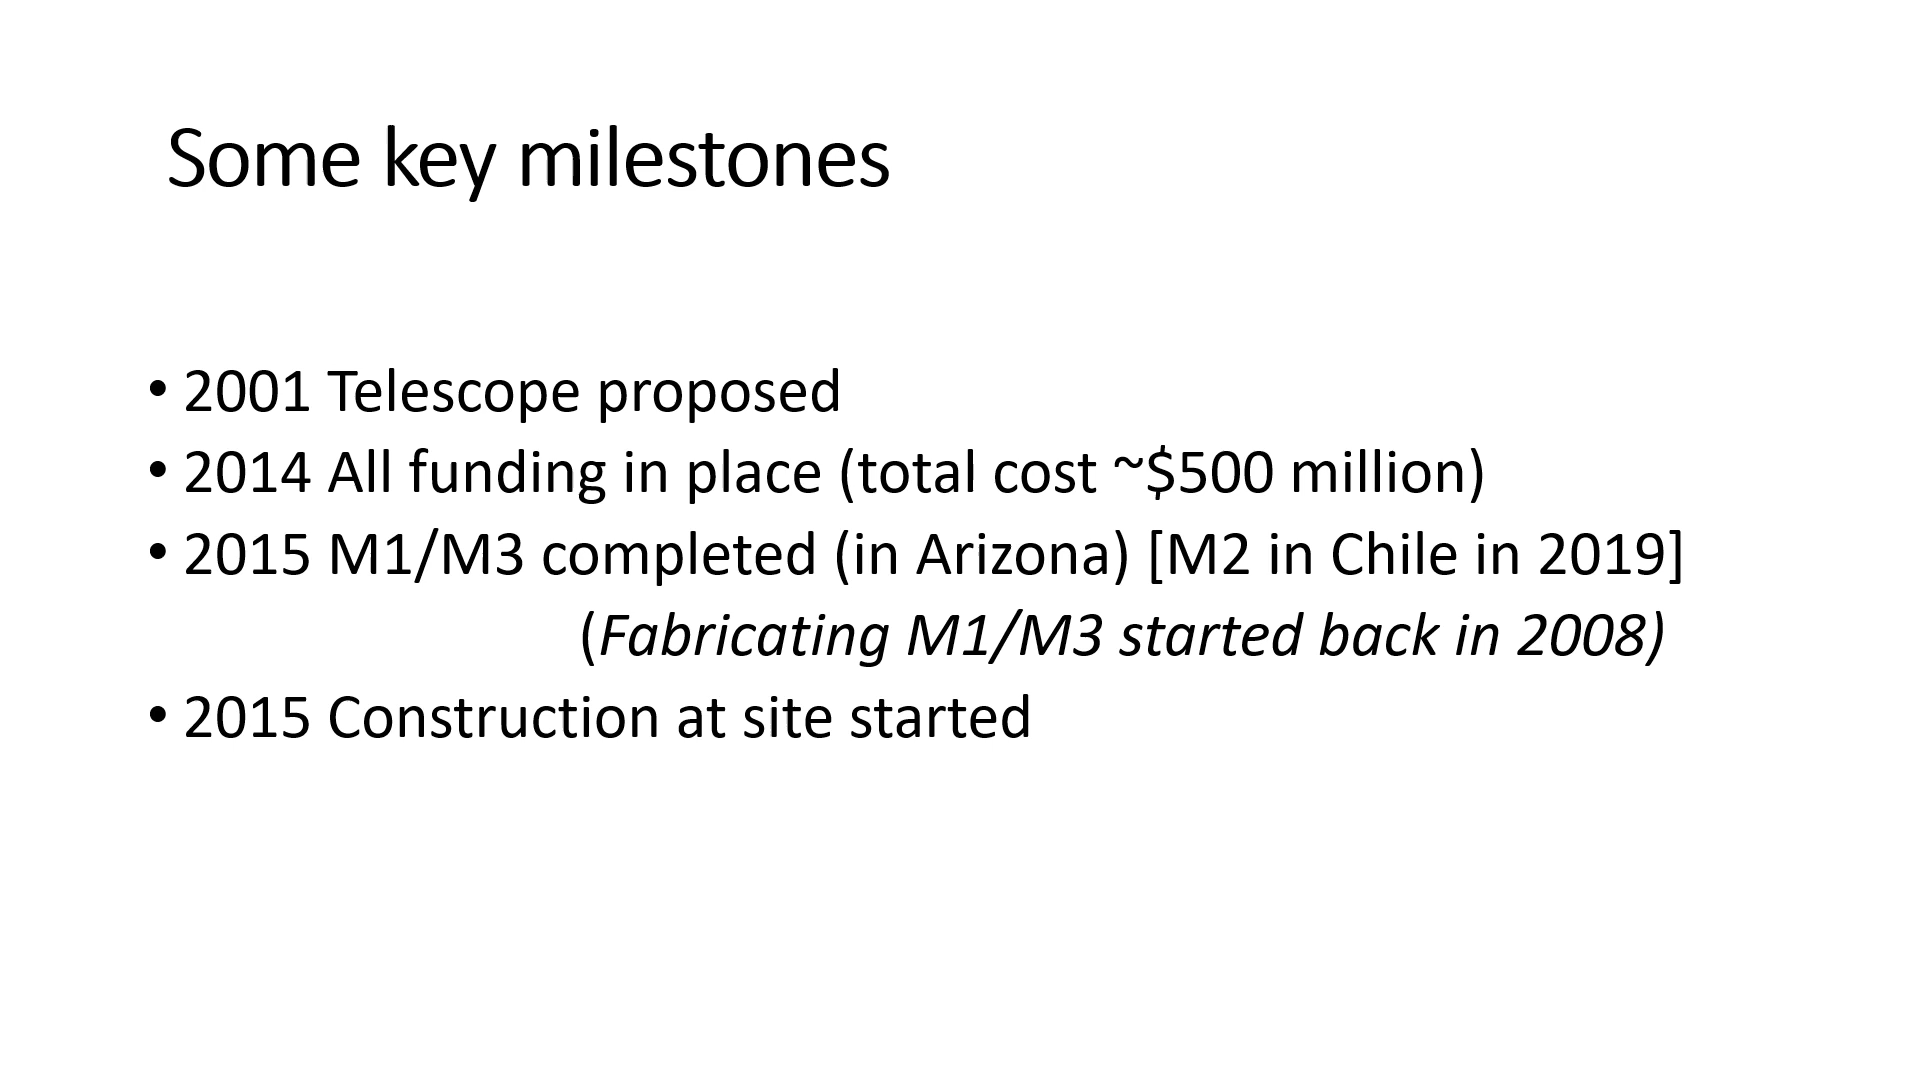 Some key milestones
• 2001 Telescope proposed
• 2014 All funding in place (total cost ~$500 million)
• 2015 M1/M3 completed (in Arizona) [M2 in Chile in 2019]
(Fabricating M1/M3 started back in 2008)
• 2015 Construction at site started